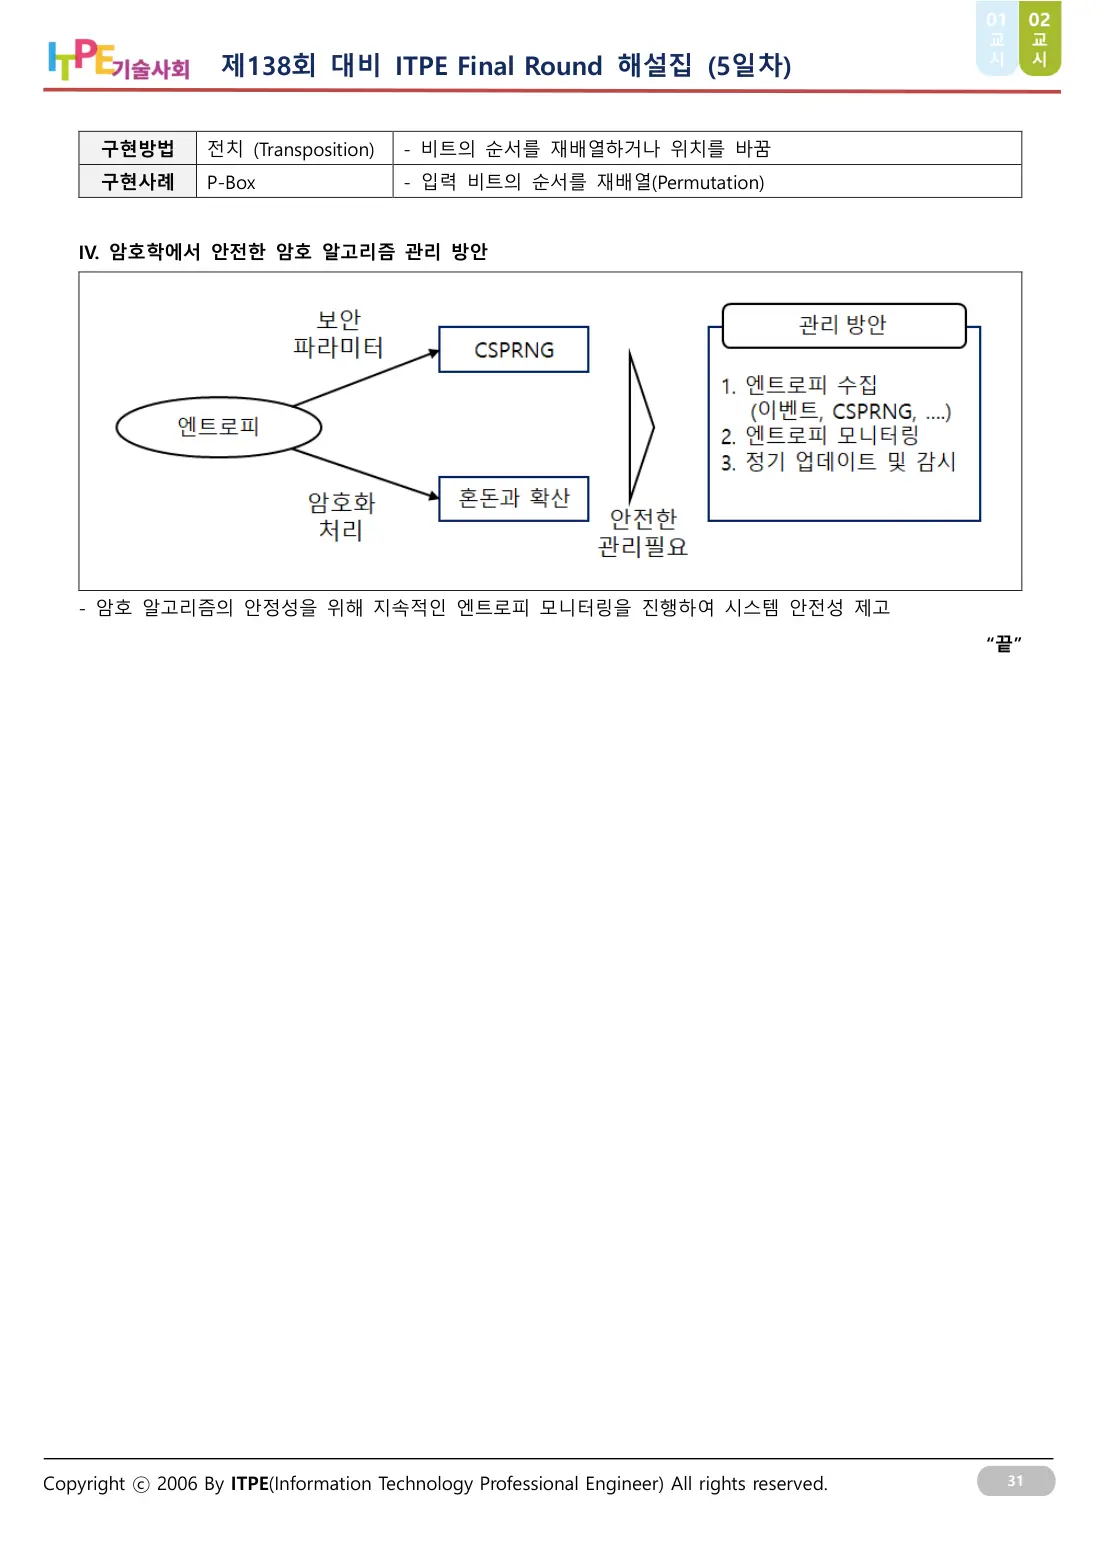 ITPE기술사회 제138회 대비 ITPE Final Round 해설집 (5일차)
01 교시
02 교시
구현방법 전치 (Transposition) - 비트의 순서를 재배열하거나 위치를 바꿈
구현사례 P-Box - 입력 비트의 순서를 재배열(Permutation)
IV. 암호학에서 안전한 암호 알고리즘 관리 방안
보안
파라미터
CSPRNG
엔트로피
암호화
처리
혼돈과 확산
안전한
관리필요
관리 방안
1. 엔트로피 수집
(이벤트, CSPRNG, ....)
2. 엔트로피 모니터링
3. 정기 업데이트 및 감시
- 암호 알고리즘의 안정성을 위해 지속적인 엔트로피 모니터링을 진행하여 시스템 안전성 제고
“끝”
Copyright ⓒ 2006 By ITPE(Information Technology Professional Engineer) All rights reserved.
31